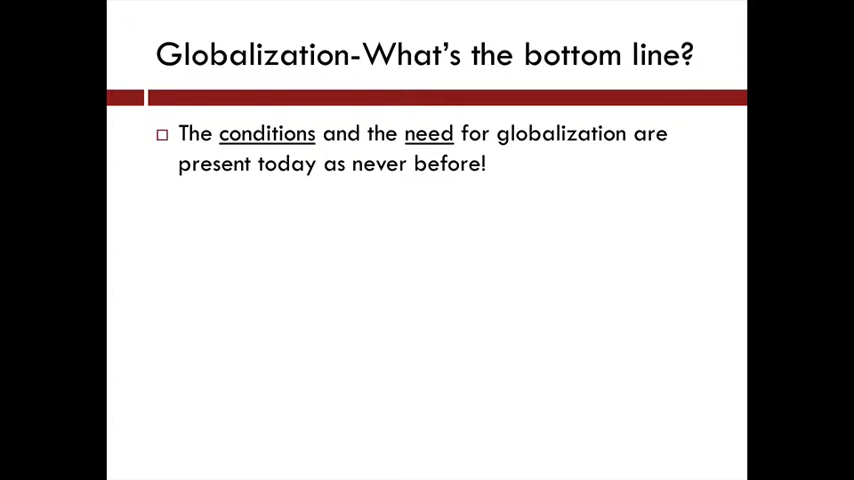 Globalization-What's the bottom line?
The conditions and the need for globalization are
present today as never before!